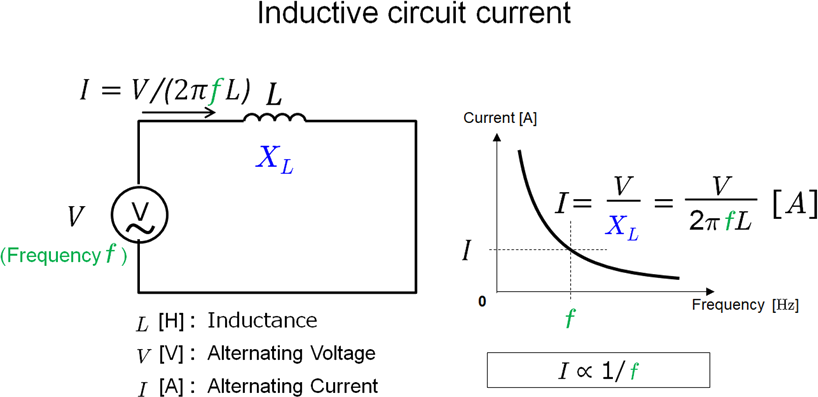 Inductive circuit current
I = V/(2πfL)
L
X_L
V
V
(Frequency f)
L [H] : Inductance
V [V] : Alternating Voltage
I [A] : Alternating Current
Current [A]
I = V/X_L = V/2πfL [A]
I
0
f
Frequency [Hz]
I ∝ 1/f